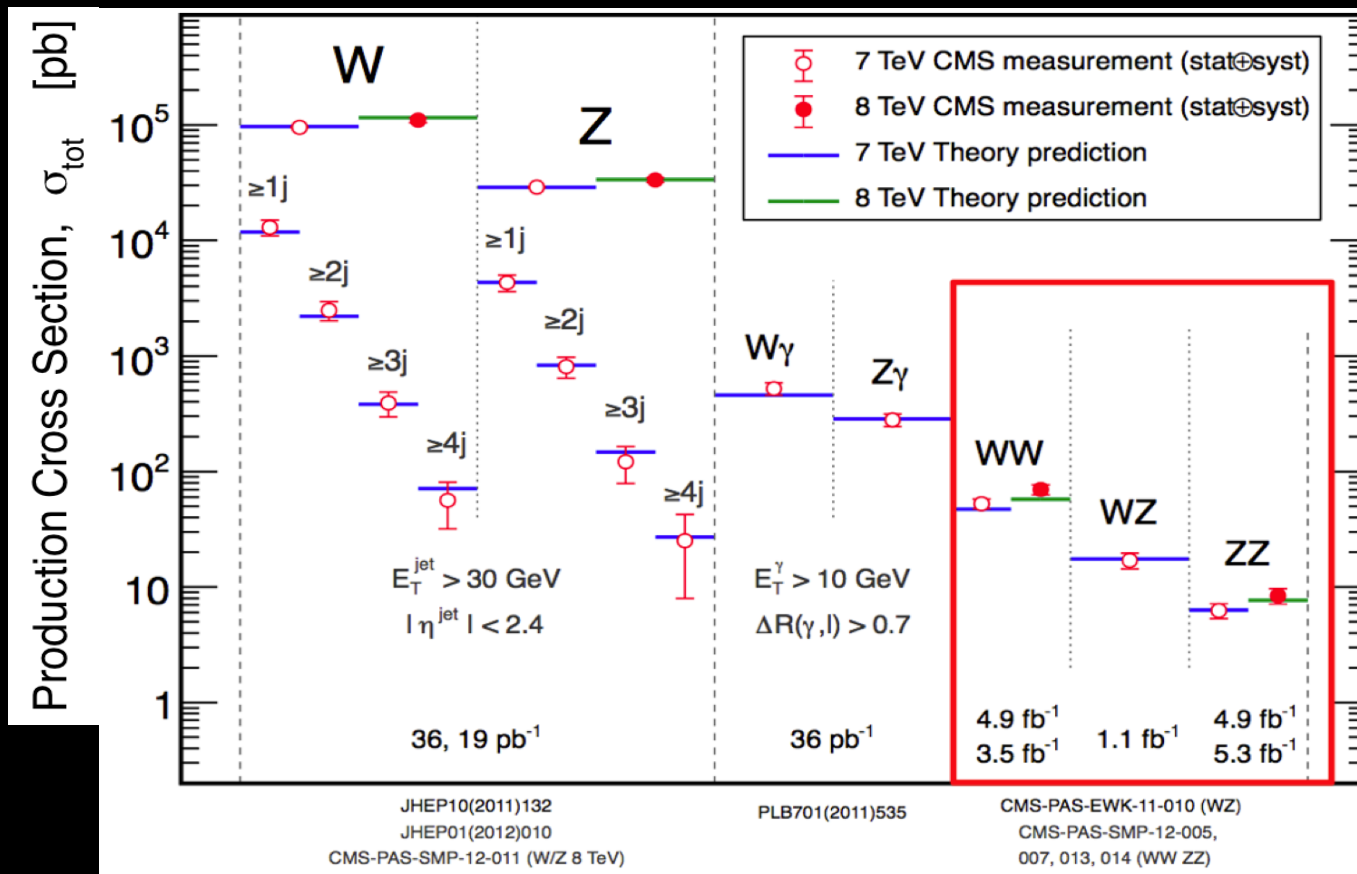 Production Cross Section, σtot [pb]
10⁵
10⁴
10³
10²
10
1
7 TeV CMS measurement (stat⊕syst)
8 TeV CMS measurement (stat⊕syst)
7 TeV Theory prediction
8 TeV Theory prediction
W
≥1j
≥2j
≥3j
≥4j
Z
≥1j
≥2j
≥3j
≥4j
E_T^jet > 30 GeV
| η^jet | < 2.4
36, 19 pb⁻¹
Wγ
Zγ
E_T^γ > 10 GeV
ΔR(γ,l) > 0.7
36 pb⁻¹
WW
WZ
ZZ
4.9 fb⁻¹
3.5 fb⁻¹
1.1 fb⁻¹
4.9 fb⁻¹
5.3 fb⁻¹
JHEP10(2011)132
JHEP01(2012)010
CMS-PAS-SMP-12-011 (W/Z 8 TeV)
PLB701(2011)535
CMS-PAS-EWK-11-010 (WZ)
CMS-PAS-SMP-12-005,
007, 013, 014 (WW ZZ)